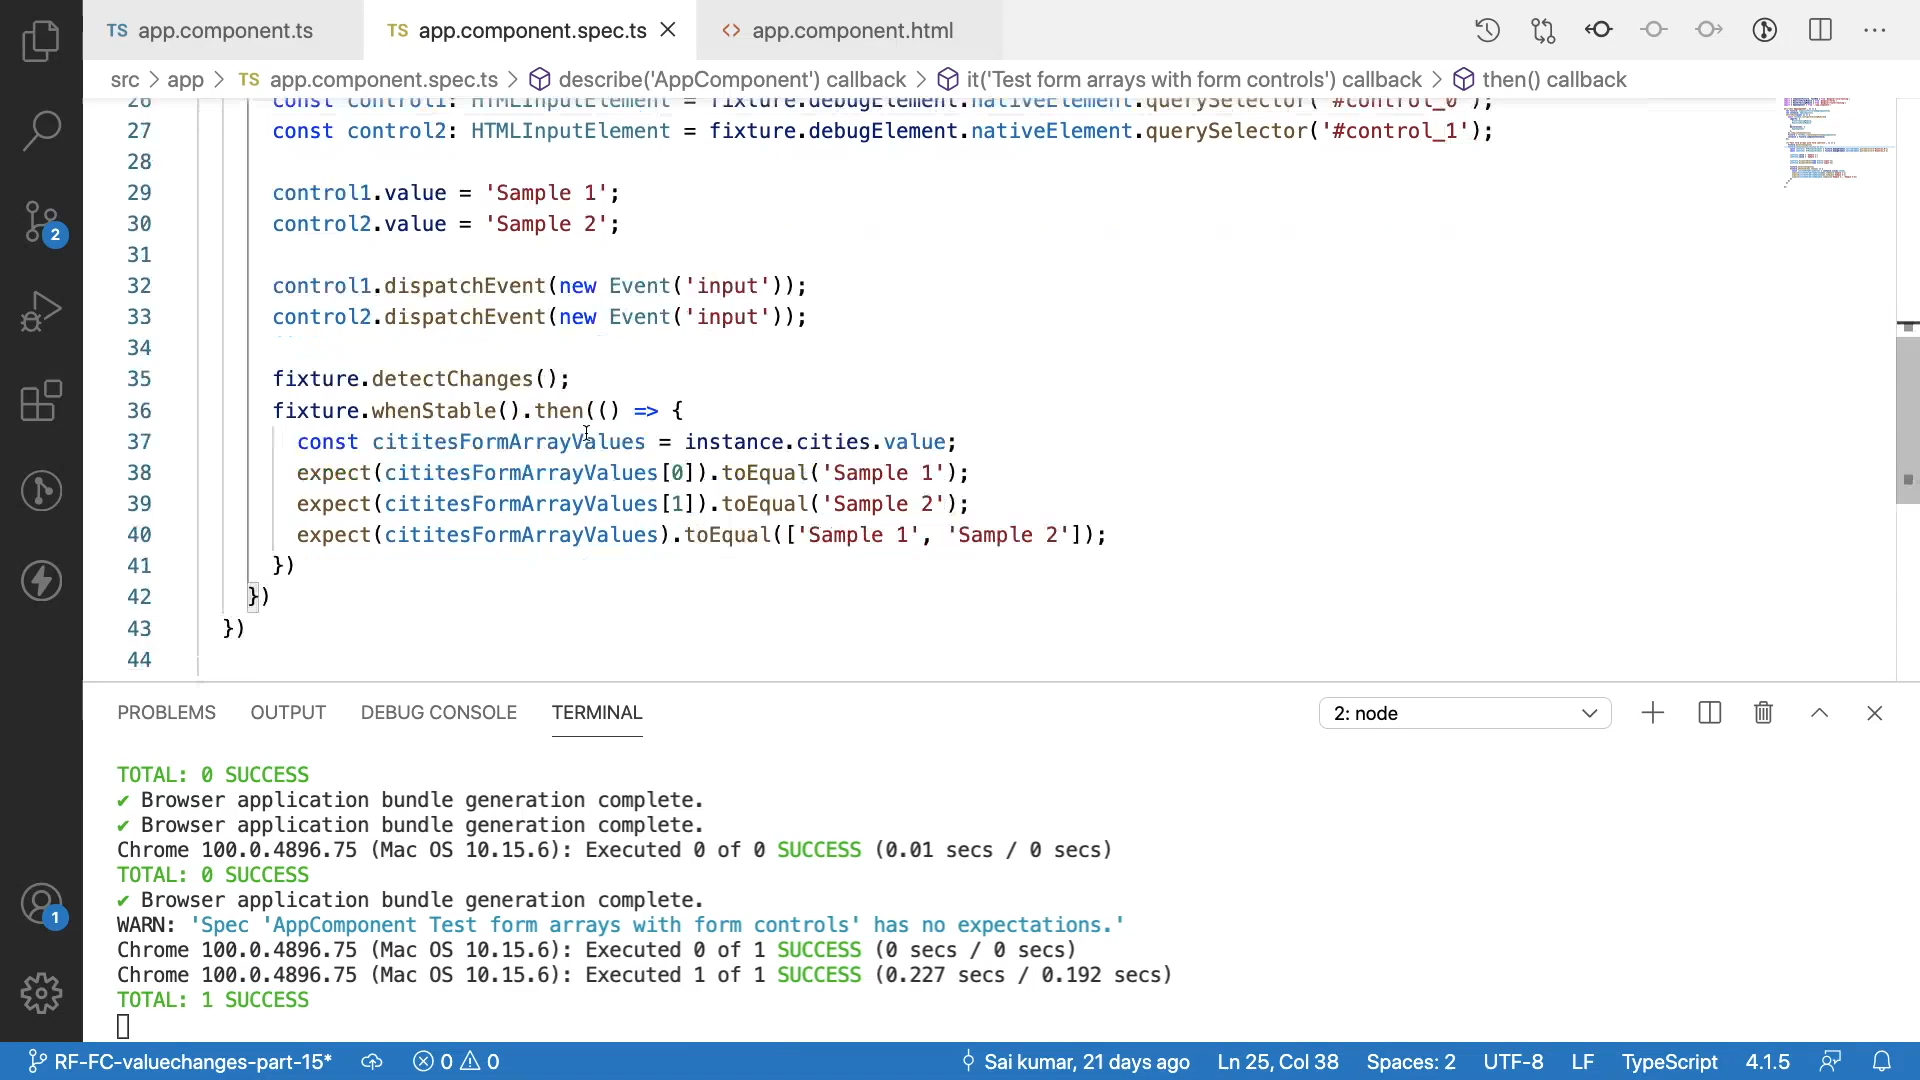 TS app.component.ts
TS app.component.spec.ts
<> app.component.html
src > app > TS app.component.spec.ts > describe('AppComponent') callback > it('Test form arrays with form controls') callback > then() callback
26 const control1: HTMLInputElement = fixture.debugElement.nativeElement.querySelector('#control_0');
27 const control2: HTMLInputElement = fixture.debugElement.nativeElement.querySelector('#control_1');
28
29 control1.value = 'Sample 1';
30 control2.value = 'Sample 2';
31
32 control1.dispatchEvent(new Event('input'));
33 control2.dispatchEvent(new Event('input'));
34
35 fixture.detectChanges();
36 fixture.whenStable().then(() => {
37 const cititesFormArrayValues = instance.cities.value;
38 expect(cititesFormArrayValues[0]).toEqual('Sample 1');
39 expect(cititesFormArrayValues[1]).toEqual('Sample 2');
40 expect(cititesFormArrayValues).toEqual(['Sample 1', 'Sample 2']);
41 })
42 })
43 })
44
2
1
PROBLEMS OUTPUT DEBUG CONSOLE TERMINAL
2: node
TOTAL: 0 SUCCESS
✔ Browser application bundle generation complete.
✔ Browser application bundle generation complete.
Chrome 100.0.4896.75 (Mac OS 10.15.6): Executed 0 of 0 SUCCESS (0.01 secs / 0 secs)
TOTAL: 0 SUCCESS
✔ Browser application bundle generation complete.
WARN: 'Spec 'AppComponent Test form arrays with form controls' has no expectations.'
Chrome 100.0.4896.75 (Mac OS 10.15.6): Executed 0 of 1 SUCCESS (0 secs / 0 secs)
Chrome 100.0.4896.75 (Mac OS 10.15.6): Executed 1 of 1 SUCCESS (0.227 secs / 0.192 secs)
TOTAL: 1 SUCCESS
RF-FC-valuechanges-part-15* 0 0 Sai kumar, 21 days ago Ln 25, Col 38 Spaces: 2 UTF-8 LF TypeScript 4.1.5